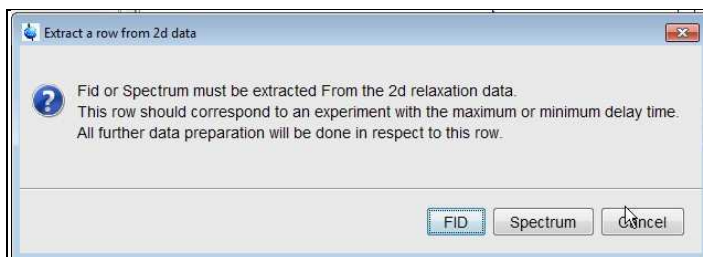 Extract a row from 2d data
Fid or Spectrum must be extracted From the 2d relaxation data.
This row should correspond to an experiment with the maximum or minimum delay time.
All further data preparation will be done in respect to this row.
FID Spectrum Cancel